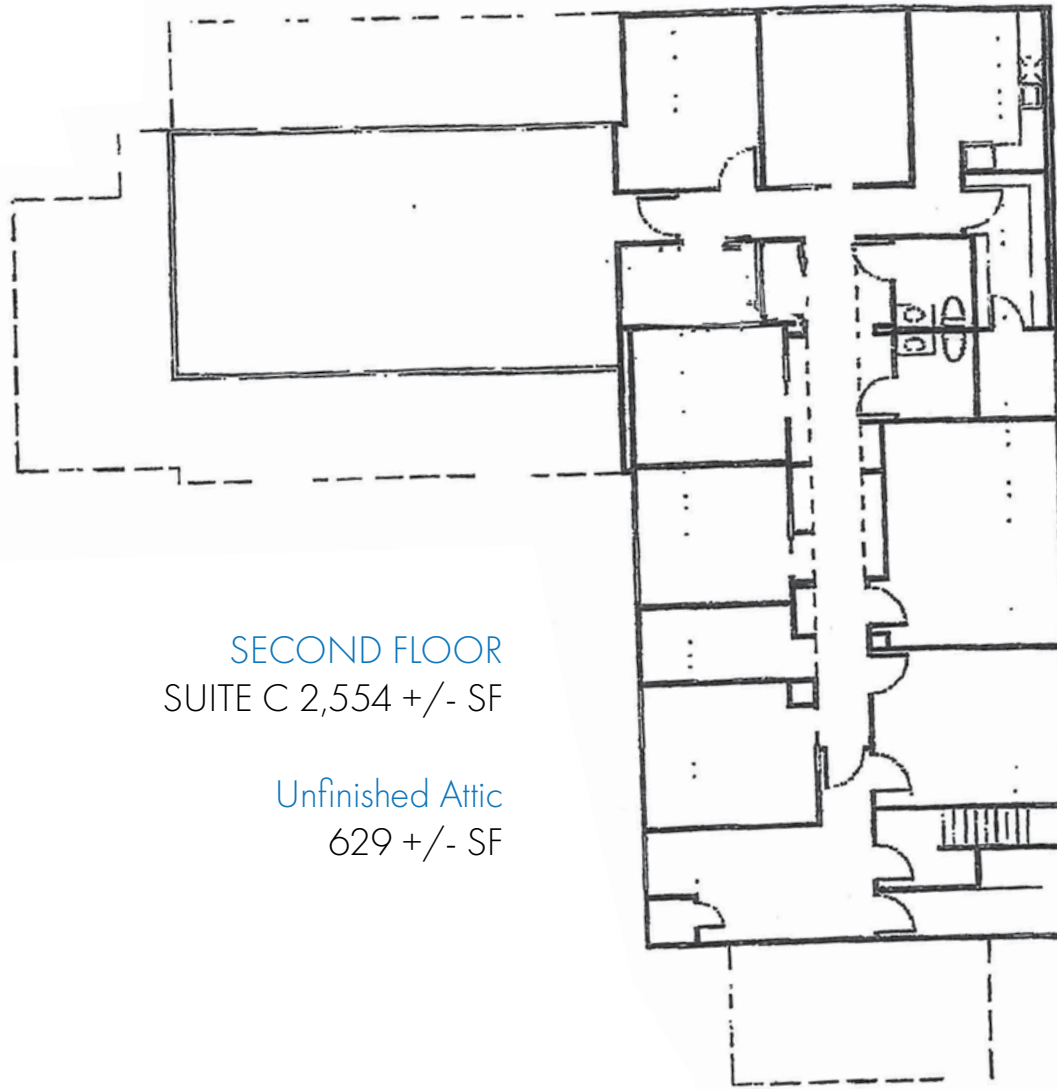 SECOND FLOOR
SUITE C 2,554 +/- SF
Unfinished Attic
629 +/- SF